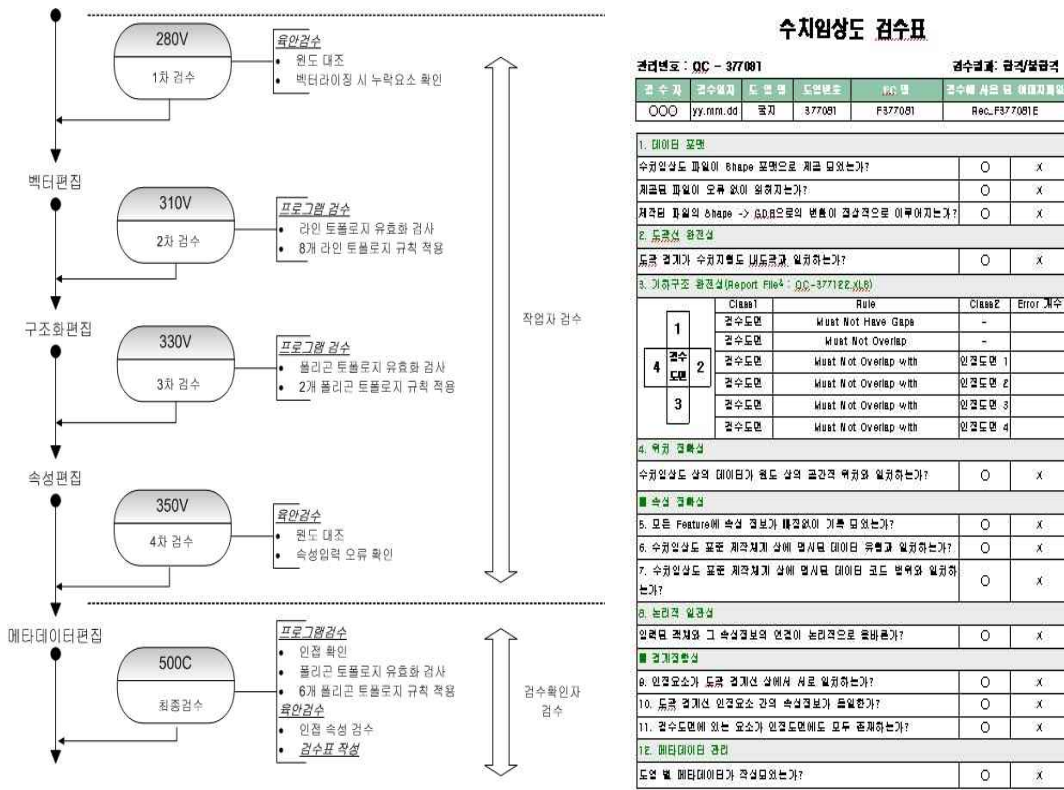 280V
1차 검수
육안검수
• 원도 대조
• 벡터라이징 시 누락요소 확인
벡터편집
310V
2차 검수
프로그램 검수
• 라인 토폴로지 유효화 검사
• 8개 라인 토폴로지 규칙 적용
구조화편집
330V
3차 검수
프로그램 검수
• 폴리곤 토폴로지 유효화 검사
• 2개 폴리곤 토폴로지 규칙 적용
속성편집
350V
4차 검수
육안검수
• 원도 대조
• 속성입력 오류 확인
작업자 검수
메타데이터편집
500C
최종검수
프로그램검수
• 인접 확인
• 폴리곤 토폴로지 유효화 검사
• 6개 폴리곤 토폴로지 규칙 적용
육안검수
• 인접 속성 검수
• 검수표 작성
검수확인자
검수
수치임상도 검수표
관리번호 : QC - 377081 검수결과: 합격/불합격
검 수 자 검수일자 도 엽 명 도엽번호
OOO yy.mm.dd 377081 F377081 Rec_F377081E
1. 데이터 포맷
수치임상도 파일이 Shape 포맷으로 제공 되었는가? O X
제공된 파일이 오류 없이 읽혀지는가? O X
제작된 파일의 Shape -> GDB으로의 변환이 정상적으로 이루어지는가? O X
2. 도곽선 완전성
도곽 경계가 수치지형도 내도곽과 일치하는가? O X
3. 기하구조 완전성(Report File : QC-377122.XLS)
Class1 Rule Class2 Error 개수
1
4 검수도면 2
3
검수도면 Must Not Have Gaps -
검수도면 Must Not Overlap -
검수도면 Must Not Overlap with 인접도면 1
검수도면 Must Not Overlap with 인접도면 2
검수도면 Must Not Overlap with 인접도면 3
검수도면 Must Not Overlap with 인접도면 4
4. 위치 정확성
수치임상도 상의 데이터가 원도 상의 공간적 위치와 일치하는가? O X
■ 속성 정확성
5. 모든 Feature에 속성 정보가 빠짐없이 기록 되었는가? O X
6. 수치임상도 표준 제작체계 상에 명시된 데이터 유형과 일치하는가? O X
7. 수치임상도 표준 제작체계 상에 명시된 데이터 코드 범위와 일치하
는가? O X
8. 논리적 일관성
입력된 객체와 그 속성정보의 연결이 논리적으로 올바른가? O X
■ 경계정합성
9. 인접요소가 도곽 경계선 상에서 서로 일치하는가? O X
10. 도곽 경계선 인접요소 간의 속성정보가 동일한가? O X
11. 검수도면에 있는 요소가 인접도면에도 모두 존재하는가? O X
12. 메타데이터 관리
도엽 별 메타데이터가 작성되었는가? O X